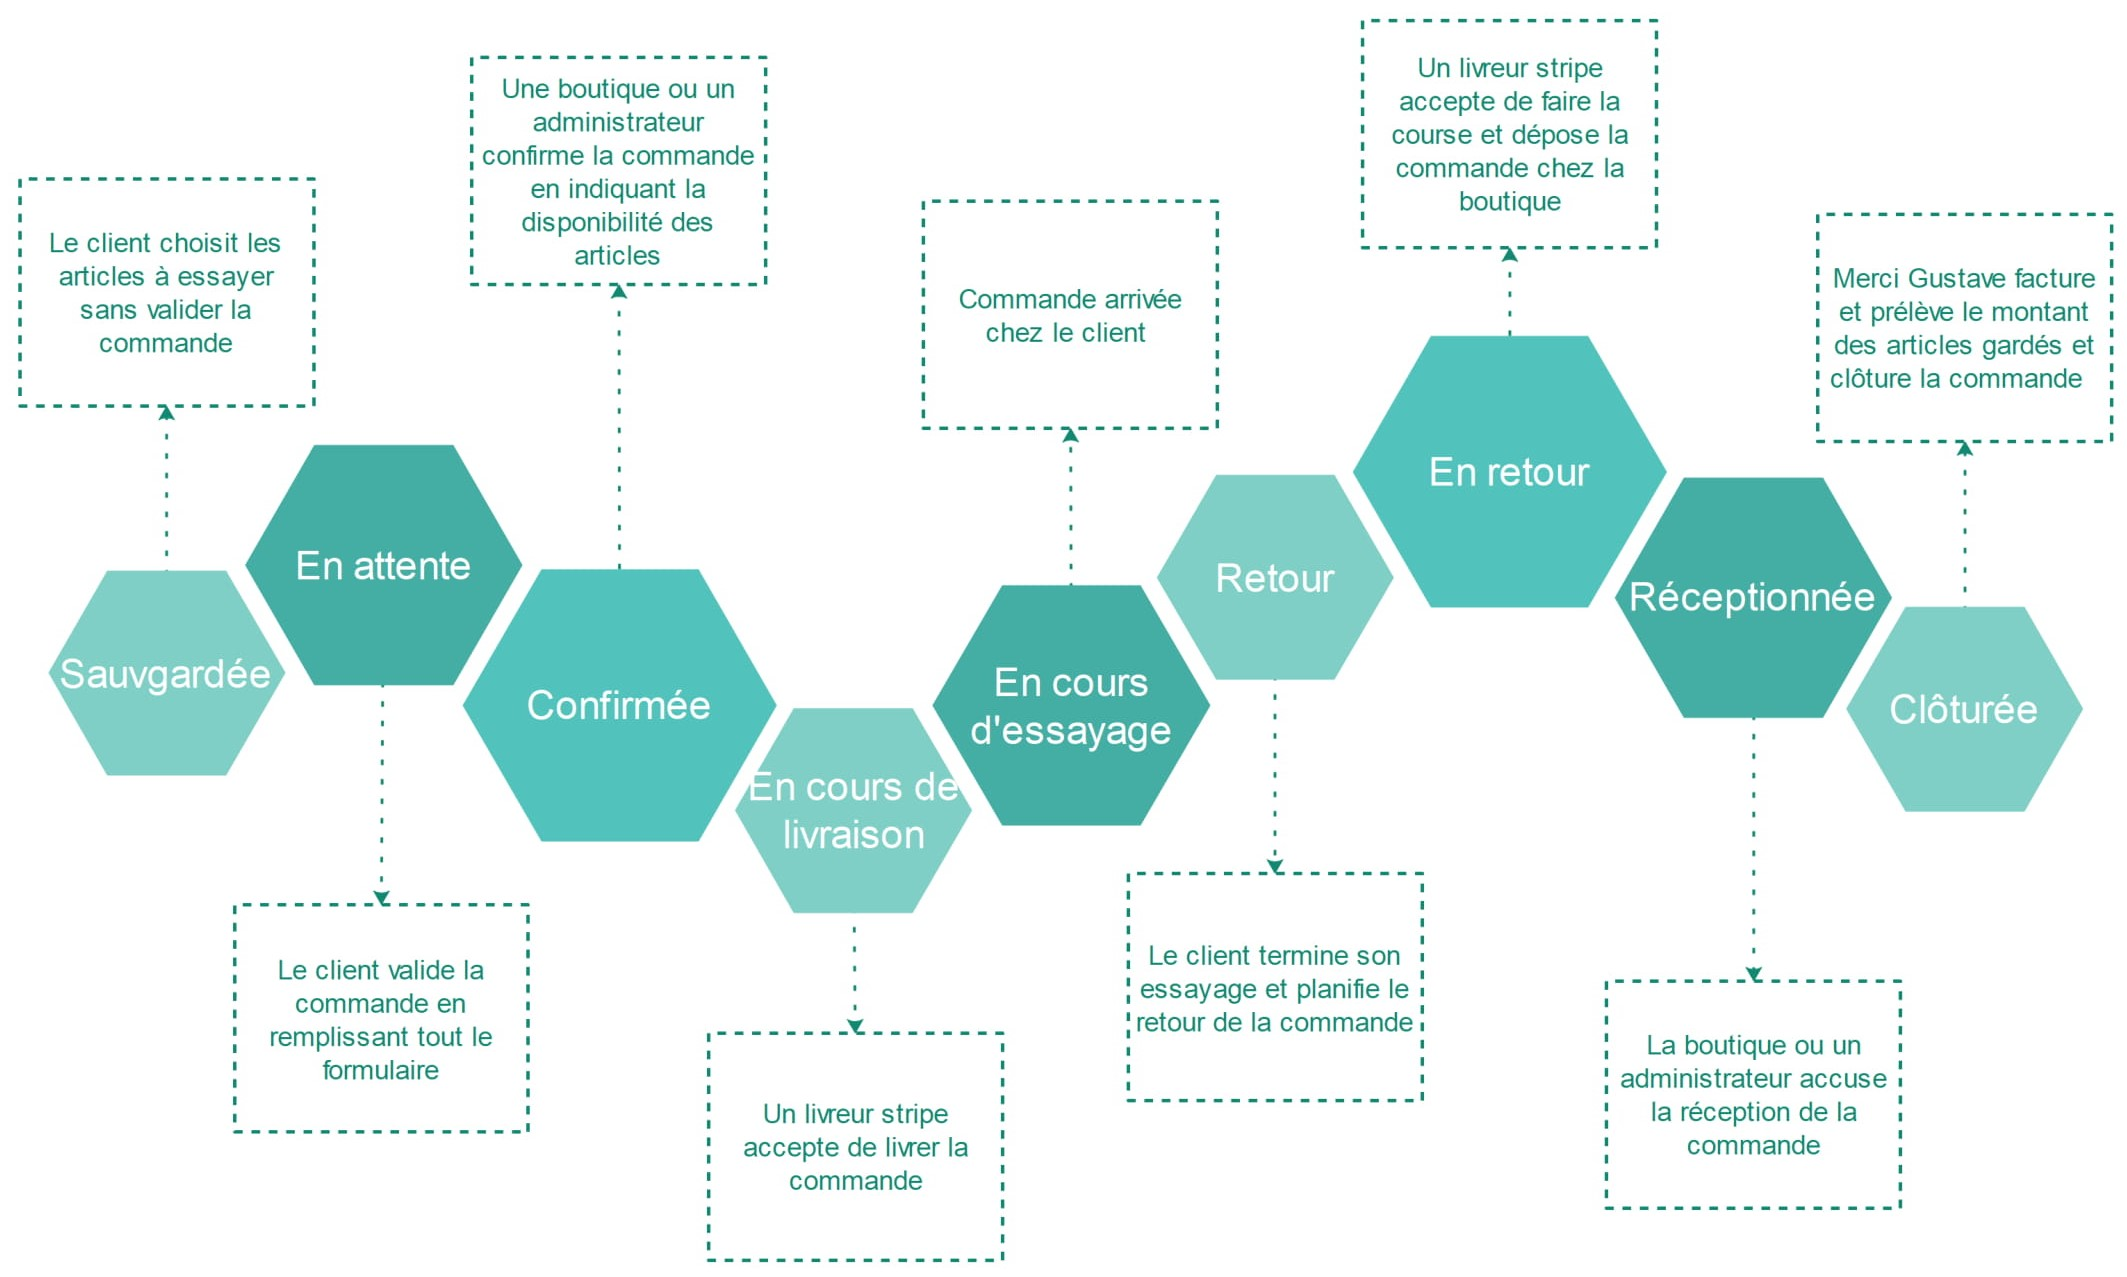 Le client choisit les
articles à essayer
sans valider la
commande
Sauvgardée
En attente
Le client valide la
commande en
remplissant tout le
formulaire
Une boutique ou un
administrateur
confirme la commande
en indiquant la
disponibilité des
articles
Confirmée
En cours de
livraison
Un livreur stripe
accepte de livrer la
commande
Commande arrivée
chez le client
En cours
d'essayage
Retour
Le client termine son
essayage et planifie le
retour de la commande
Un livreur stripe
accepte de faire la
course et dépose la
commande chez la
boutique
En retour
Réceptionnée
La boutique ou un
administrateur accuse
la réception de la
commande
Merci Gustave facture
et prélève le montant
des articles gardés et
clôture la commande
Clôturée